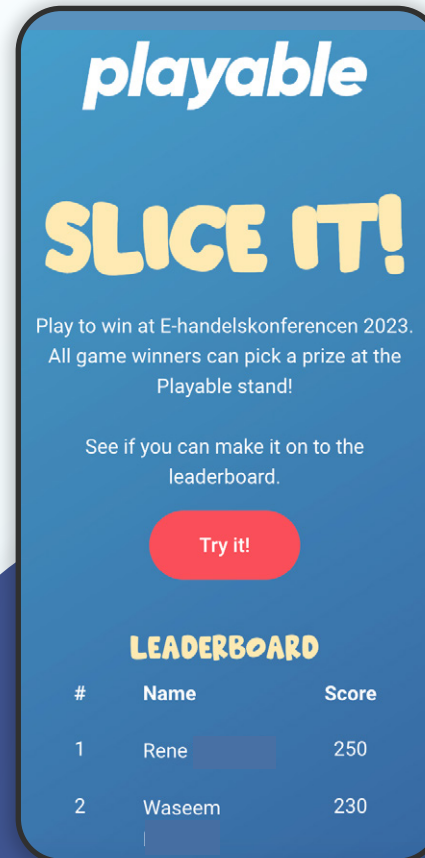 playable
SLICE IT!
Play to win at E-handelskonferencen 2023.
All game winners can pick a prize at the
Playable stand!
See if you can make it on to the
leaderboard.
Try it!
LEADERBOARD
# Name Score
1 Rene 250
2 Waseem 230